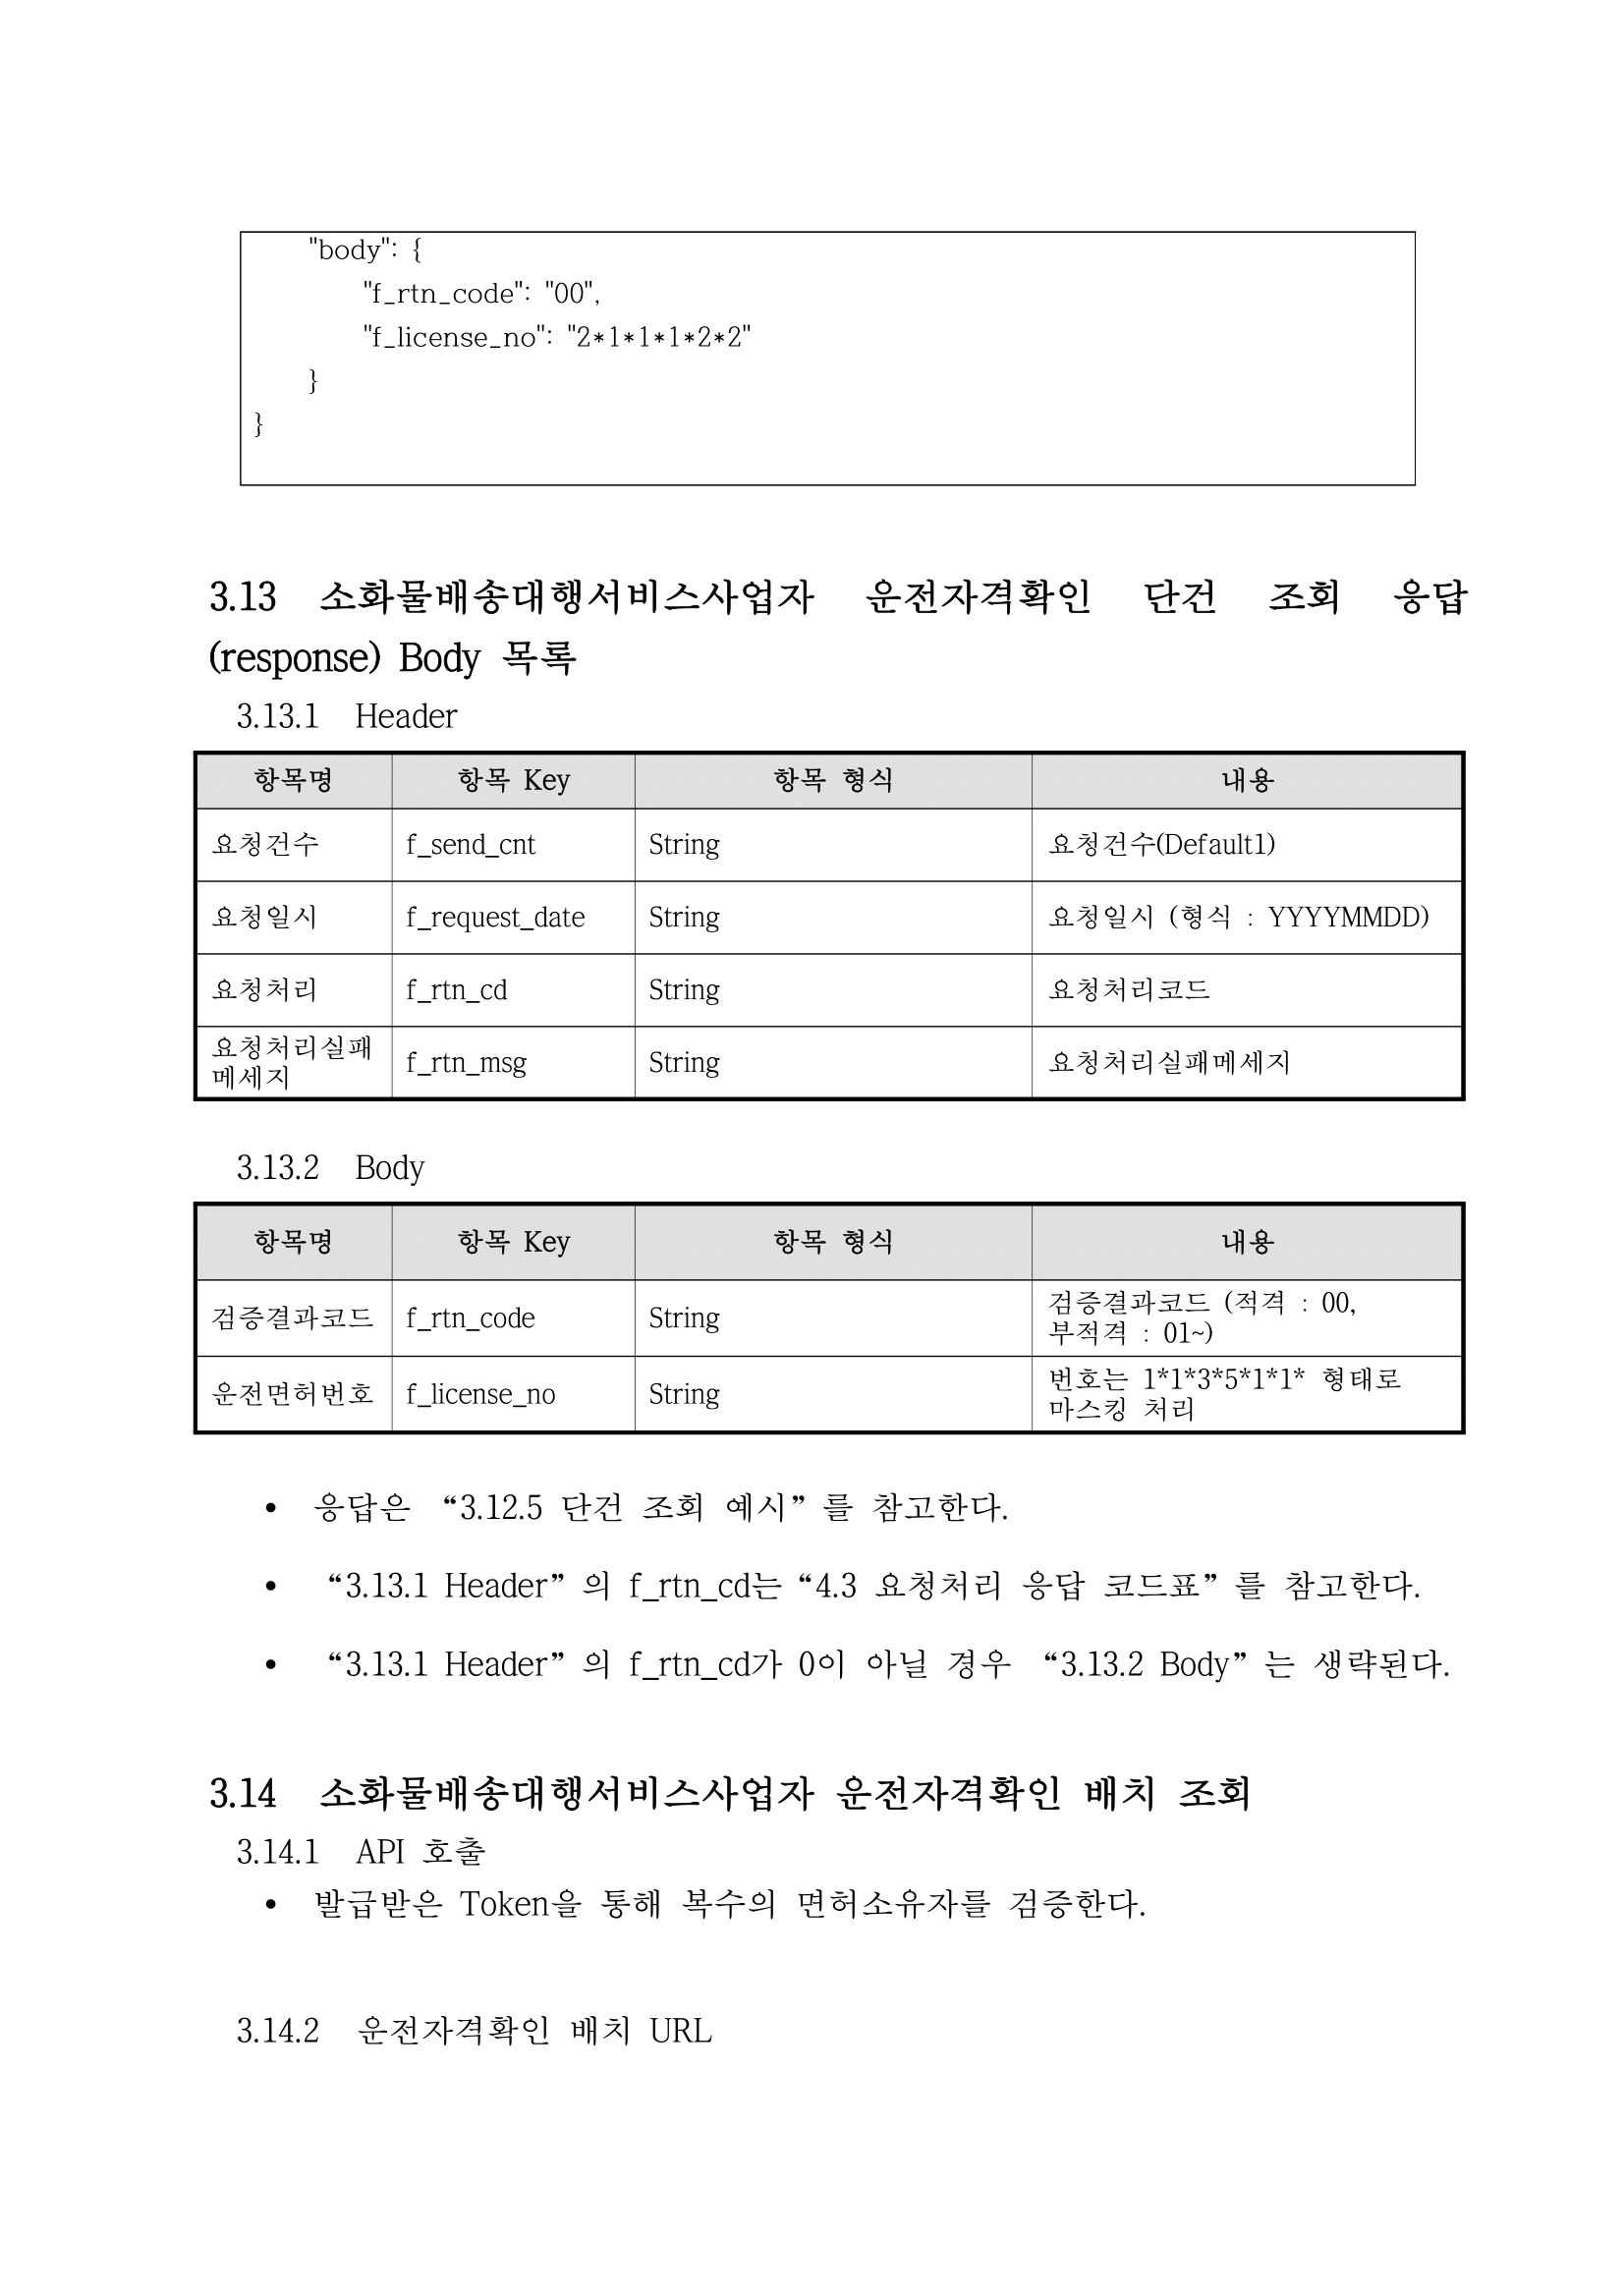 "body": {
"f_rtn_code": "00",
"f_license_no": "2*1*1*1*2*2"
}
}
3.13 소화물배송대행서비스사업자 운전자격확인 단건 조회 응답
(response) Body 목록
3.13.1 Header
항목명 항목 Key 항목 형식 내용
요청건수 f_send_cnt String 요청건수(Default1)
요청일시 f_request_date String 요청일시 (형식 : YYYYMMDD)
요청처리 f_rtn_cd String 요청처리코드
요청처리실패
메세지 f_rtn_msg String 요청처리실패메세지
3.13.2 Body
항목명 항목 Key 항목 형식 내용
검증결과코드 f_rtn_code String 검증결과코드 (적격 : 00,
부적격 : 01~)
운전면허번호 f_license_no String 번호는 1*1*3*5*1*1* 형태로
마스킹 처리
• 응답은 “3.12.5 단건 조회 예시”를 참고한다.
• “3.13.1 Header”의 f_rtn_cd는“4.3 요청처리 응답 코드표”를 참고한다.
• “3.13.1 Header”의 f_rtn_cd가 0이 아닐 경우 “3.13.2 Body”는 생략된다.
3.14 소화물배송대행서비스사업자 운전자격확인 배치 조회
3.14.1 API 호출
• 발급받은 Token을 통해 복수의 면허소유자를 검증한다.
3.14.2 운전자격확인 배치 URL